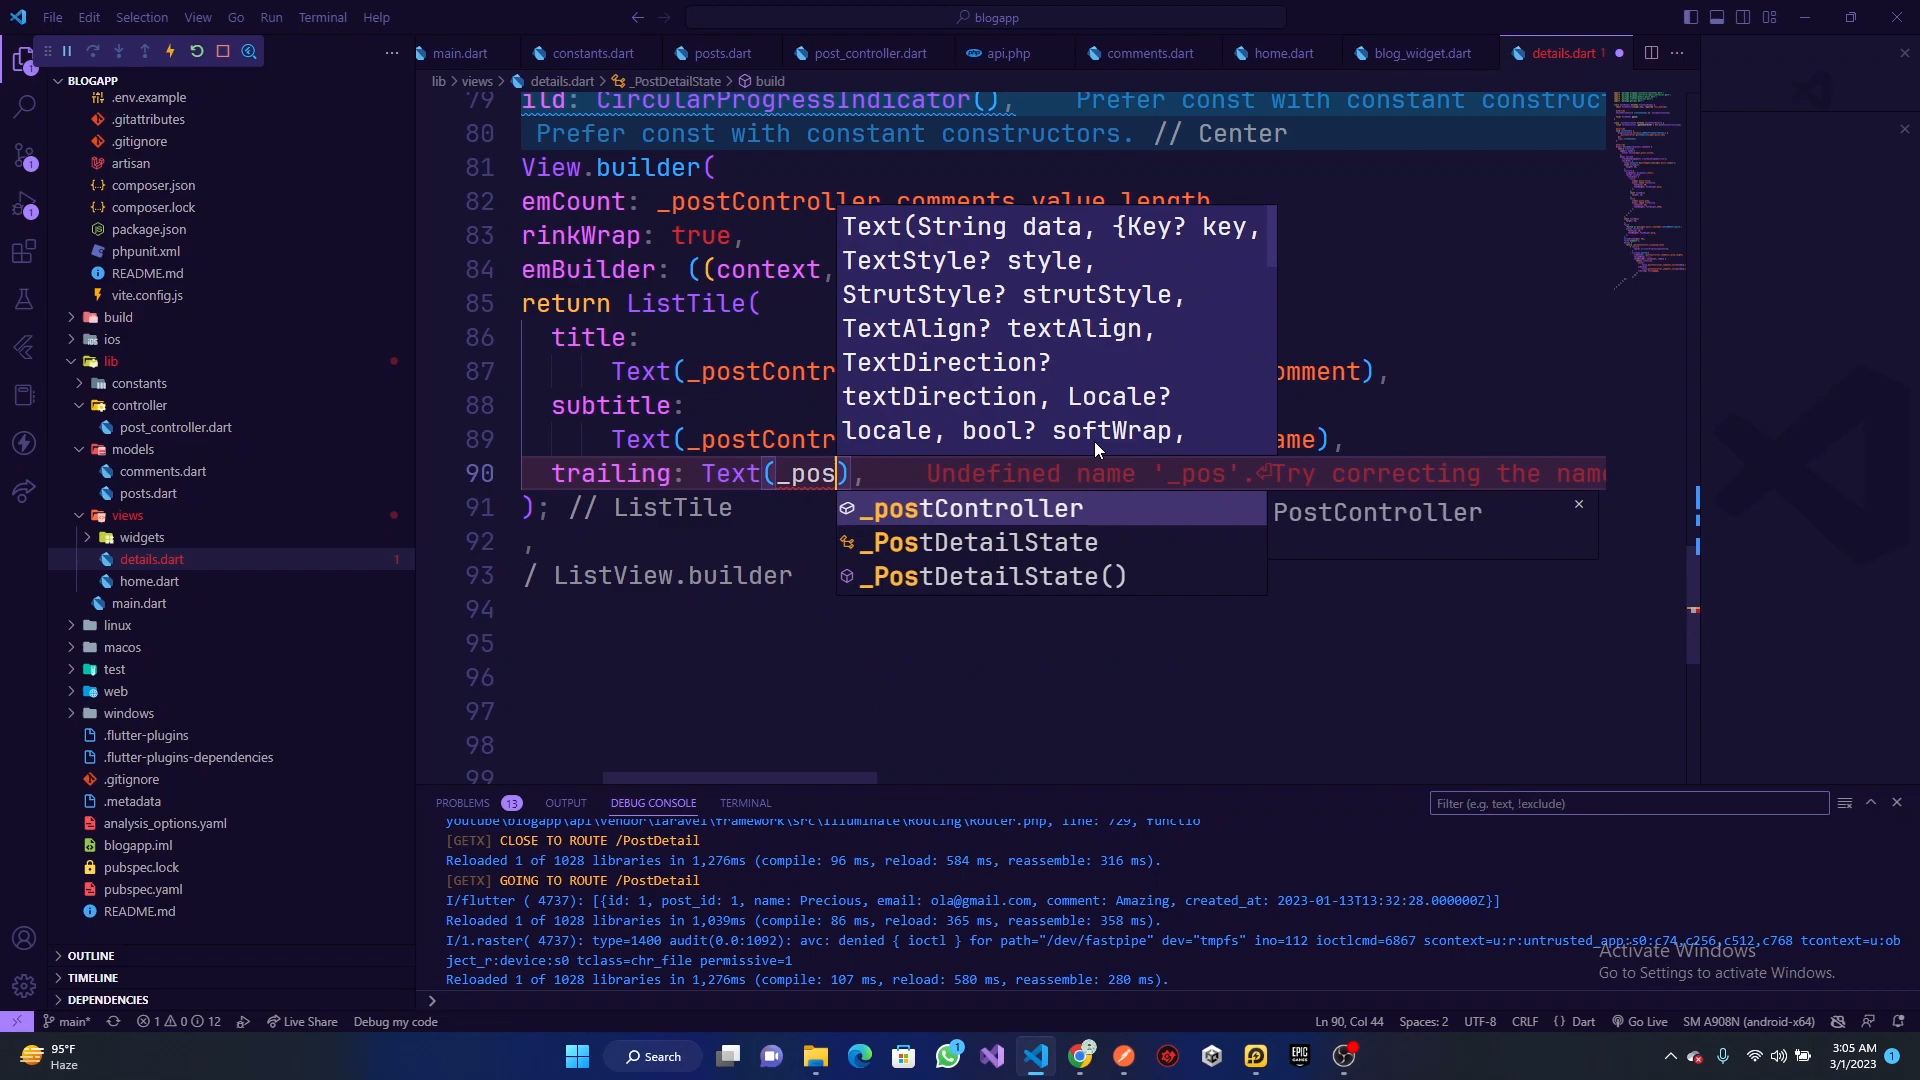 File Edit Selection View Go Run Terminal Help
blogapp
main.dart constants.dart posts.dart post_controller.dart api.php comments.dart home.dart blog_widget.dart details.dart 1
lib > views > details.dart > _PostDetailState > build
BLOGAPP
.env.example
.gitattributes
.gitignore
artisan
composer.json
composer.lock
package.json
phpunit.xml
README.md
vite.config.js
build
ios
lib
constants
controller
post_controller.dart
models
comments.dart
posts.dart
views
widgets
details.dart 1
home.dart
main.dart
linux
macos
test
web
windows
.flutter-plugins
.flutter-plugins-dependencies
.gitignore
.metadata
analysis_options.yaml
blogapp.iml
pubspec.lock
pubspec.yaml
README.md
OUTLINE
TIMELINE
DEPENDENCIES
79 ild: CircularProgressIndicator(), Prefer const with constant construc
80 Prefer const with constant constructors. // Center
81 View.builder(
82 emCount: _postController.comments.value.length
83 rinkWrap: true,
84 emBuilder: ((context,
85 return ListTile(
86 title:
87 Text(_postContr omment),
88 subtitle:
89 Text(_postContr ame),
90 trailing: Text(_pos), Undefined name '_pos'.⏎Try correcting the name
91 ); // ListTile
92 ,
93 / ListView.builder
94
95
96
97
98
99
Text(String data, {Key? key,
TextStyle? style,
StrutStyle? strutStyle,
TextAlign? textAlign,
TextDirection?
textDirection, Locale?
locale, bool? softWrap,
_postController PostController
_PostDetailState
_PostDetailState()
PROBLEMS 13 OUTPUT DEBUG CONSOLE TERMINAL
Filter (e.g. text, !exclude)
youtube\blogapp\api\vendor\laravel\framework\src\Illuminate\Routing\Router.php, line: 729, functio
[GETX] CLOSE TO ROUTE /PostDetail
Reloaded 1 of 1028 libraries in 1,276ms (compile: 96 ms, reload: 584 ms, reassemble: 316 ms).
[GETX] GOING TO ROUTE /PostDetail
I/flutter ( 4737): [{id: 1, post_id: 1, name: Precious, email: ola@gmail.com, comment: Amazing, created_at: 2023-01-13T13:32:28.000000Z}]
Reloaded 1 of 1028 libraries in 1,039ms (compile: 86 ms, reload: 365 ms, reassemble: 358 ms).
I/1.raster( 4737): type=1400 audit(0.0:1092): avc: denied { ioctl } for path="/dev/fastpipe" dev="tmpfs" ino=112 ioctlcmd=6867 scontext=u:r:untrusted_app:s0:c74,c256,c512,c768 tcontext=u:ob
ject_r:device:s0 tclass=chr_file permissive=1
Reloaded 1 of 1028 libraries in 1,276ms (compile: 107 ms, reload: 580 ms, reassemble: 280 ms).
Activate Windows
Go to Settings to activate Windows.
main* 1 0 12 Live Share Debug my code
Ln 90, Col 44 Spaces: 2 UTF-8 CRLF Dart Go Live SM A908N (android-x64)
95°F
Haze
Search
3:05 AM
3/1/2023